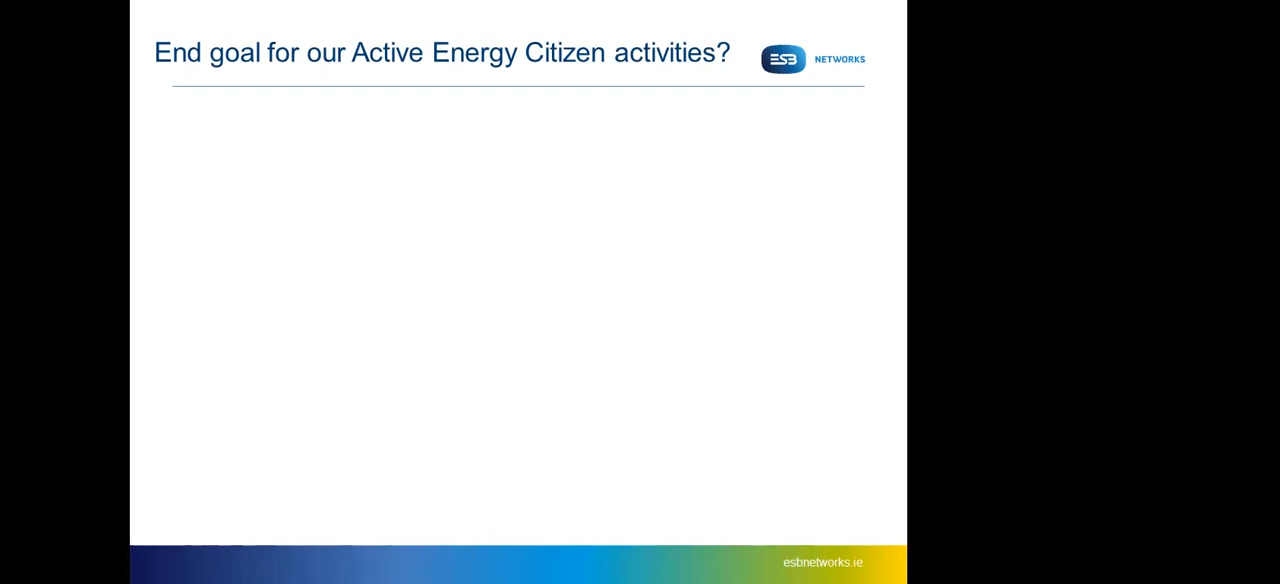 End goal for our Active Energy Citizen activities?
ESB NETWORKS
esbnetworks.ie